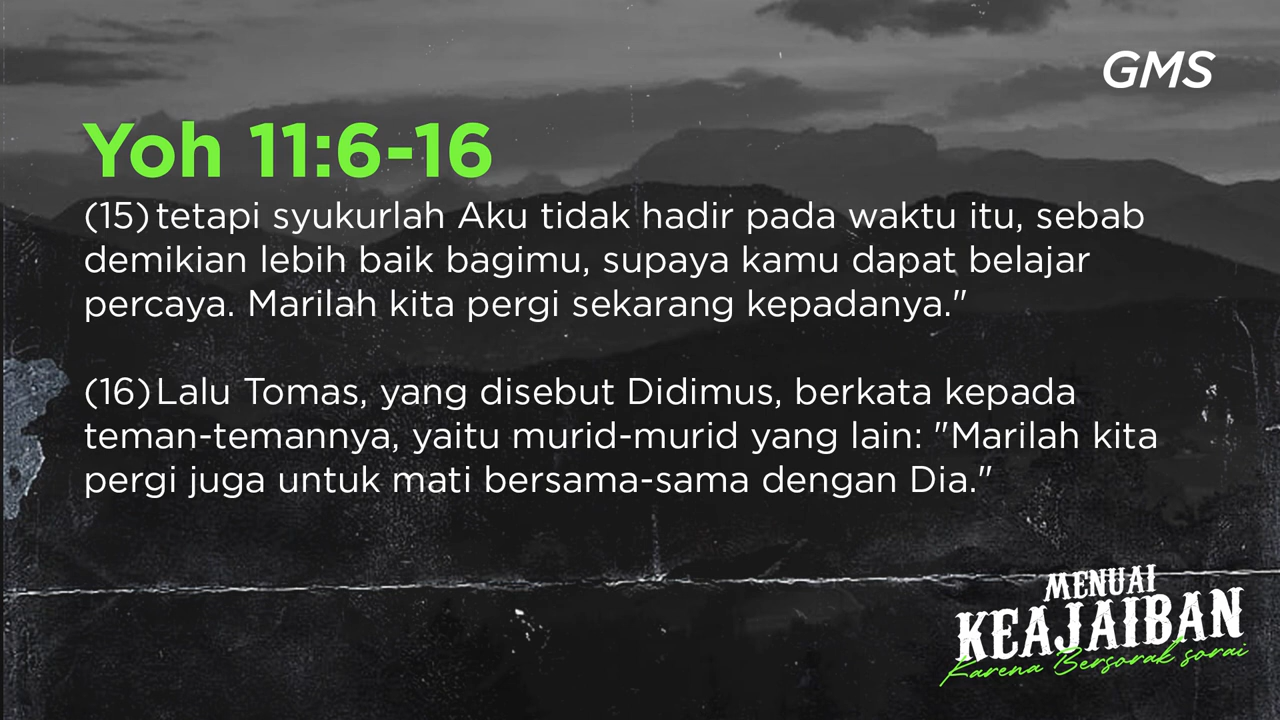 GMS
Yoh 11:6-16
(15) tetapi syukurlah Aku tidak hadir pada waktu itu, sebab
demikian lebih baik bagimu, supaya kamu dapat belajar
percaya. Marilah kita pergi sekarang kepadanya."
(16) Lalu Tomas, yang disebut Didimus, berkata kepada
teman-temannya, yaitu murid-murid yang lain: "Marilah kita
pergi juga untuk mati bersama-sama dengan Dia."
MENUAI
KEAJAIBAN
Karena Bersorak sorai